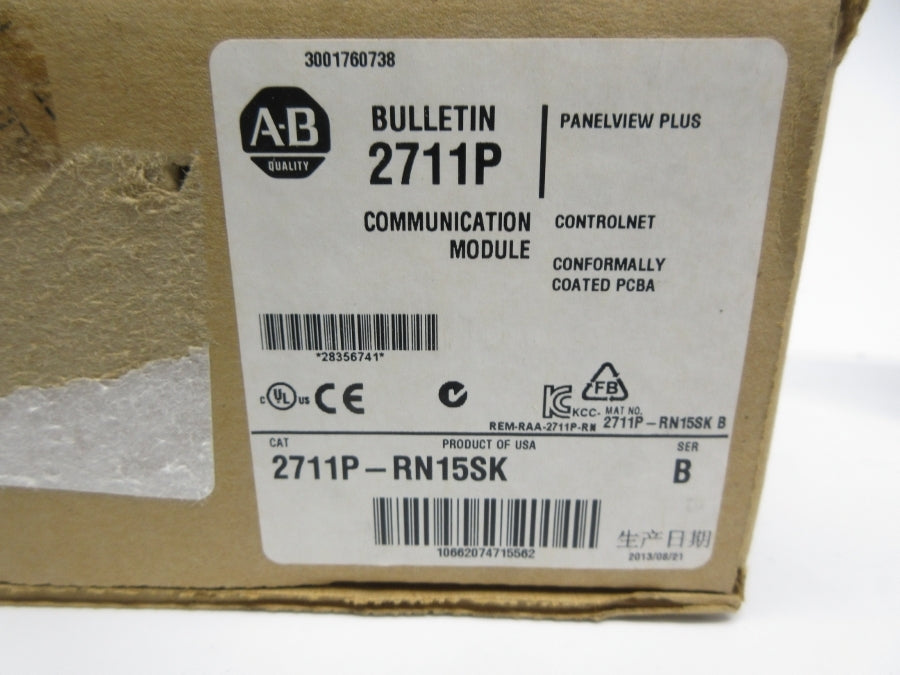 3001760738
A·B
QUALITY
BULLETIN
2711P
PANELVIEW PLUS
COMMUNICATION
MODULE
CONTROLNET
CONFORMALLY
COATED PCBA
*28356741*
C UL US CE
KCC-
REM-RAA-2711P-RN
FB
MAT NO.
2711P-RN15SK B
CAT
PRODUCT OF USA
SER
2711P-RN15SK
B
10662074715562
生产日期
2013/08/21